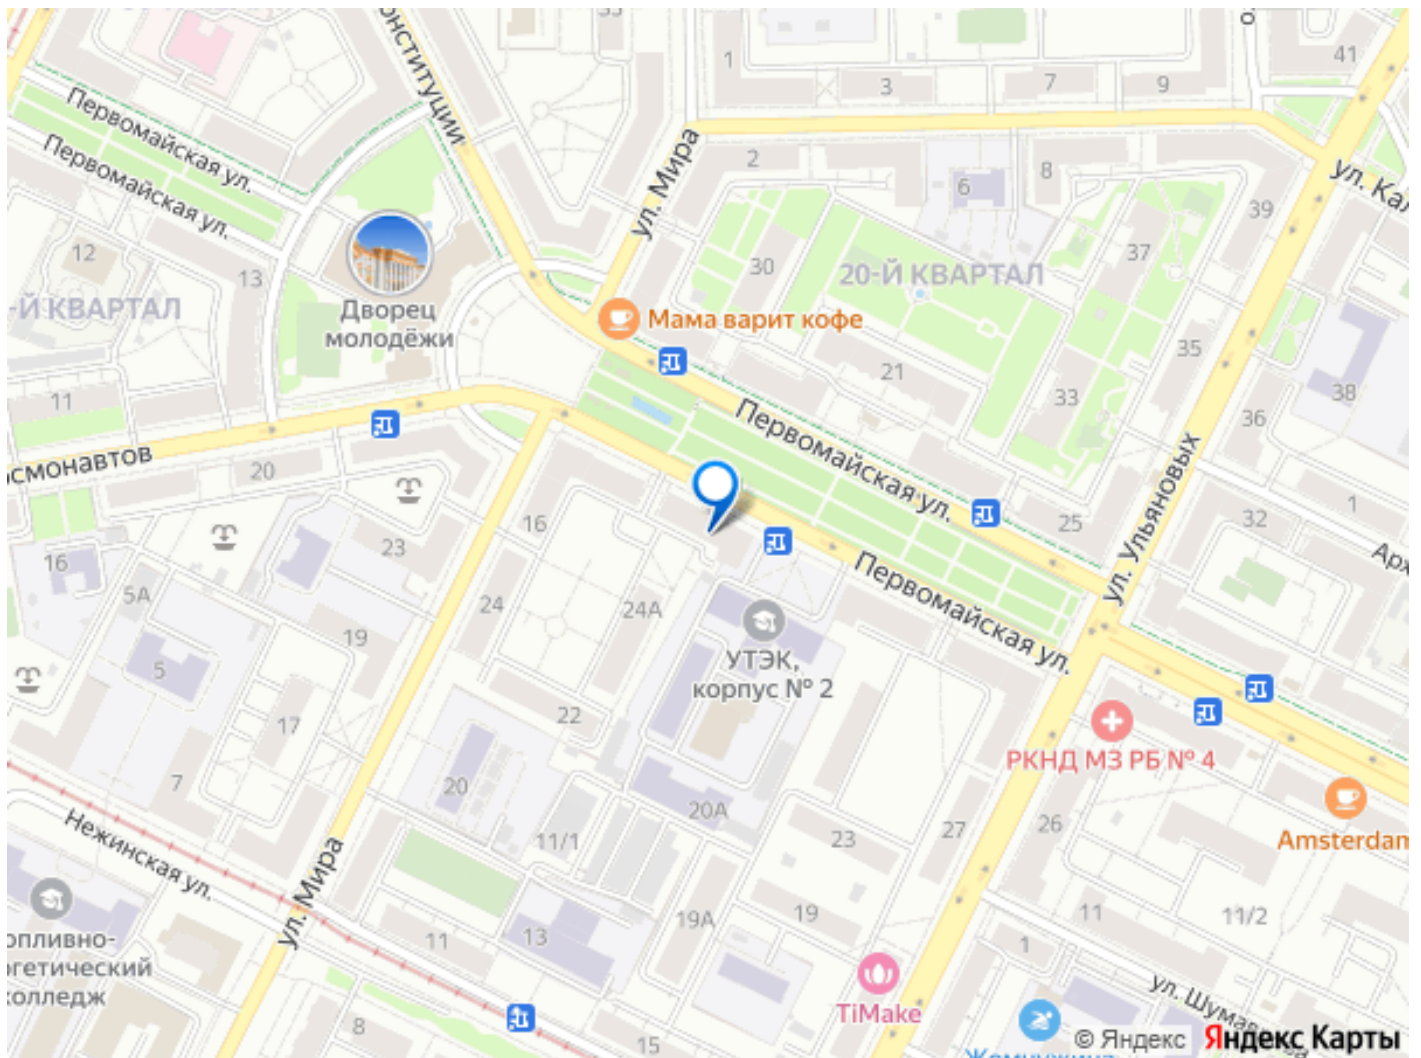 онституции
1
3
7
9
41
Первомайская ул.
Первомайская ул.
ул. Мира
2
6
8
39
ул. Кал
12
13
Дворец
молодёжи
-Й КВАРТАЛ
30
20-Й КВАРТАЛ
37
Мама варит кофе
11
21
33
35
36
38
Первомайская ул.
осмонавтов
20
16
ул. Ульяновых
25
32
1
Арх
16
5А
23
24
24А
19
5
УТЭК,
корпус № 2
Первомайская ул.
17
22
РКНД МЗ РБ № 4
7
20
11/1
20А
23
27
26
Amsterdam
Нежинская ул.
ул. Мира
11
13
19А
19
11
11/2
1
опливно-
гетический
колледж
TiMake
ул. Шума
8
15
Жемчужина
© Яндекс
Яндекс Карты